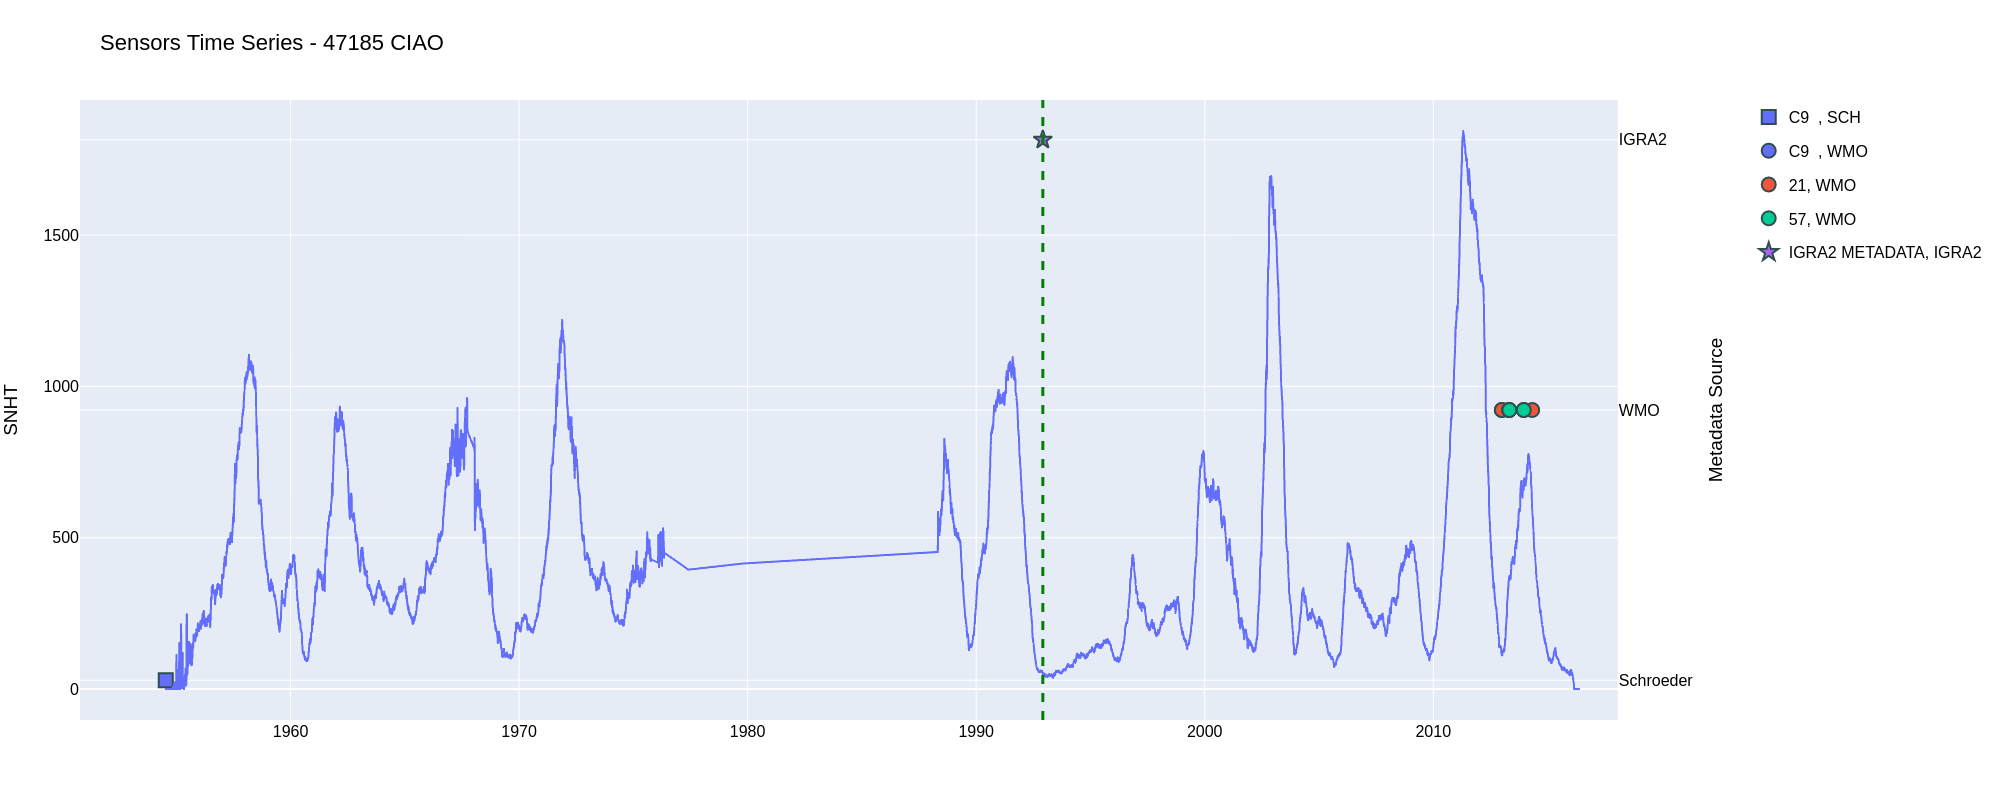 Sensors Time Series - 47185 CIAO
SNHT
1500
1000
500
0
1960
1970
1980
1990
2000
2010
IGRA2
WMO
Schroeder
Metadata Source
C9  , SCH
C9  , WMO
21, WMO
57, WMO
IGRA2 METADATA, IGRA2